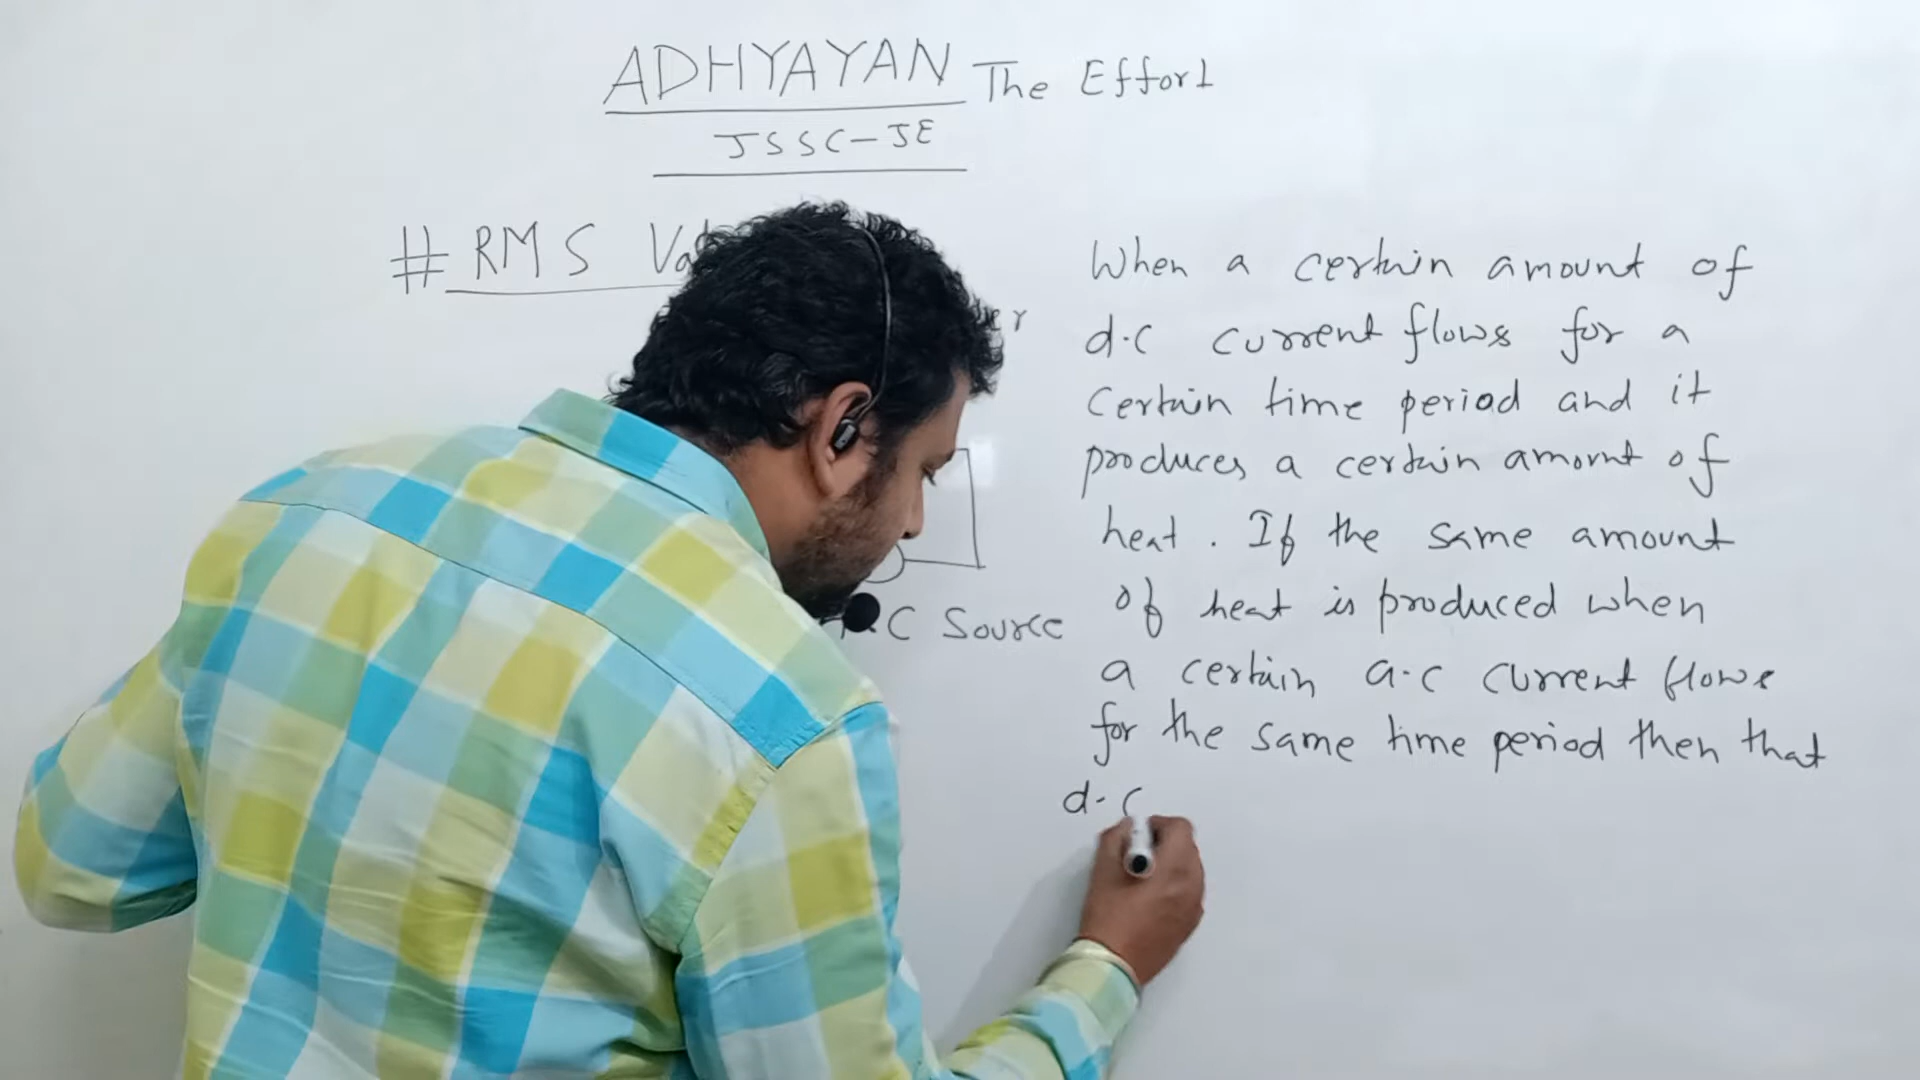 ADHYAYAN The Effort
JSSC-JE
# RMS
When a certain amount of
d.c current flows for a
certain time period and it
produces a certain amount of
heat. If the same amount
of heat is produced when
a certain a.c current flows
for the same time period then that
d.c
C Source